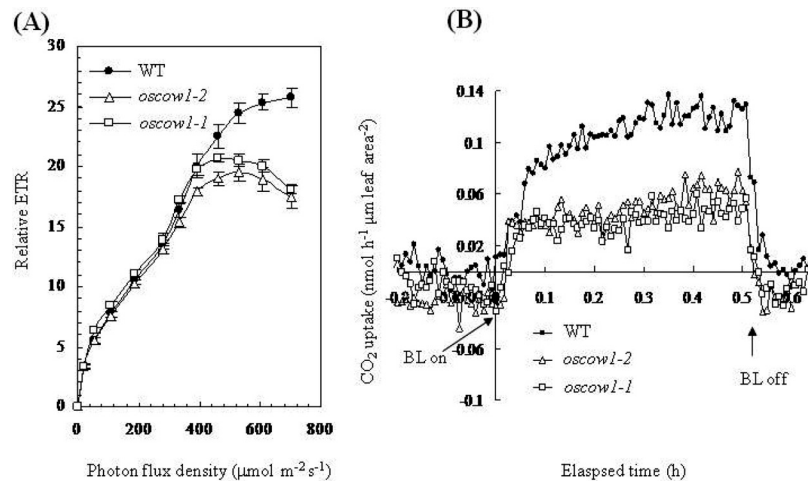 (A)
30
25
20
15
10
5
0
Relative ETR
WT
oscow1-2
oscow1-1
0 200 400 600 800
Photon flux density (μmol m-2 s-1)
(B)
0.14
0.1
0.06
0.02
-0.06
-0.1
CO2 uptake (nmol h-1 μm leaf area-2)
0.1 0.2 0.3 0.4 0.5 0.6
BL on
BL off
WT
oscow1-2
oscow1-1
Elaspsed time (h)